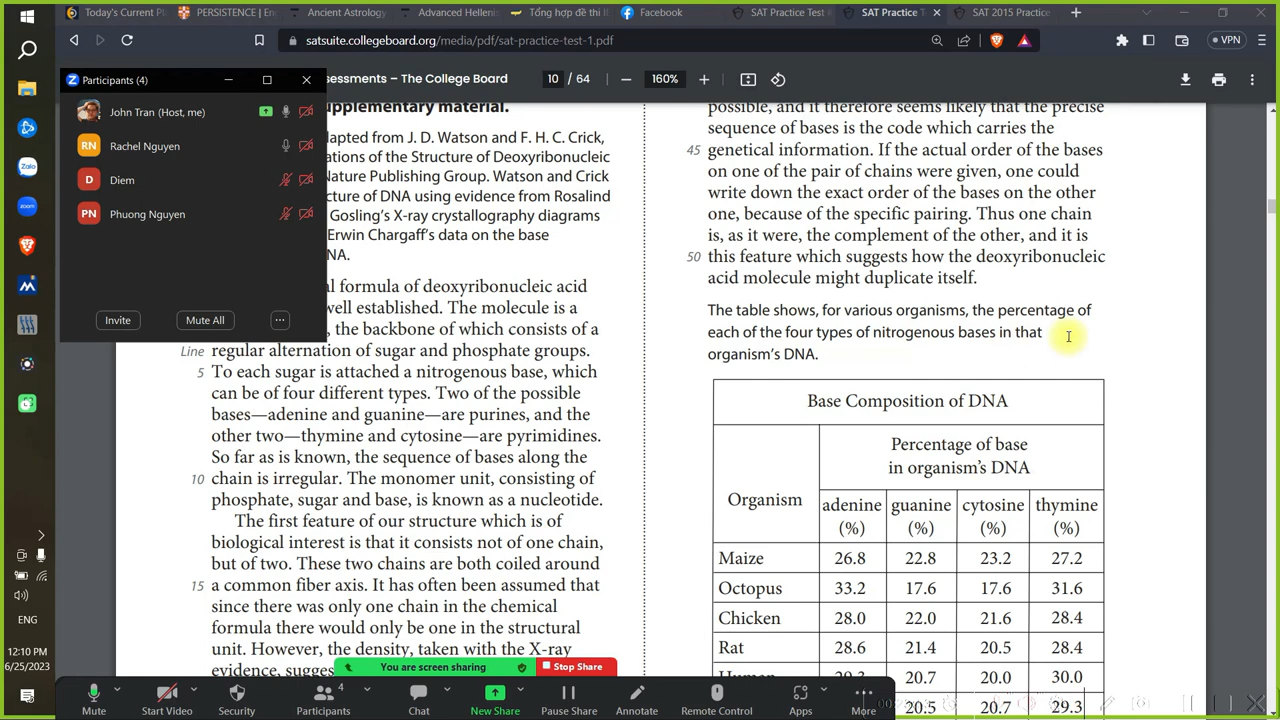 Today's Current Pl
PERSISTENCE | En
Ancient Astrology
Advanced Hellenis
Tổng hợp đề thi I
Facebook
SAT Practice Test
SAT Practice T
SAT 2015 Practice
satsuite.collegeboard.org/media/pdf/sat-practice-test-1.pdf
VPN
ssessments – The College Board
10 / 64
160%
Participants (4)
John Tran (Host, me)
RN Rachel Nguyen
D Diem
PN Phuong Nguyen
Invite
Mute All
upplementary material.
dapted from J. D. Watson and F. H. C. Crick,
ations of the Structure of Deoxyribonucleic
Nature Publishing Group. Watson and Crick
cture of DNA using evidence from Rosalind
Gosling's X-ray crystallography diagrams
Erwin Chargaff's data on the base
NA.
l formula of deoxyribonucleic acid
well established. The molecule is a
, the backbone of which consists of a
Line regular alternation of sugar and phosphate groups.
5 To each sugar is attached a nitrogenous base, which
can be of four different types. Two of the possible
bases—adenine and guanine—are purines, and the
other two—thymine and cytosine—are pyrimidines.
So far as is known, the sequence of bases along the
10 chain is irregular. The monomer unit, consisting of
phosphate, sugar and base, is known as a nucleotide.
The first feature of our structure which is of
biological interest is that it consists not of one chain,
but of two. These two chains are both coiled around
15 a common fiber axis. It has often been assumed that
since there was only one chain in the chemical
formula there would only be one in the structural
unit. However, the density, taken with the X-ray
evidence, sugges
possible, and it therefore seems likely that the precise
sequence of bases is the code which carries the
45 genetical information. If the actual order of the bases
on one of the pair of chains were given, one could
write down the exact order of the bases on the other
one, because of the specific pairing. Thus one chain
is, as it were, the complement of the other, and it is
50 this feature which suggests how the deoxyribonucleic
acid molecule might duplicate itself.
The table shows, for various organisms, the percentage of
each of the four types of nitrogenous bases in that
organism's DNA.
Base Composition of DNA
Percentage of base
in organism's DNA
Organism
adenine (%) guanine (%) cytosine (%) thymine (%)
Maize 26.8 22.8 23.2 27.2
Octopus 33.2 17.6 17.6 31.6
Chicken 28.0 22.0 21.6 28.4
Rat 28.6 21.4 20.5 28.4
Human 29.3 20.7 20.0 30.0
20.5 20.7 29.3
You are screen sharing
Stop Share
Mute
Start Video
Security
4
Participants
Chat
New Share
Pause Share
Annotate
Remote Control
Apps
More
ENG
12:10 PM
6/25/2023